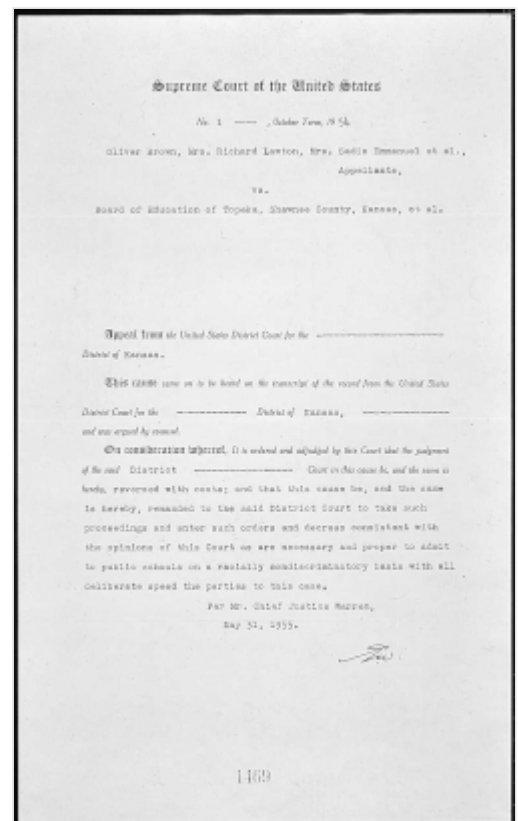 Supreme Court of the United States
No. 1 —— , October Term, 1954
Oliver Brown, Mrs. Richard Lawton, Mrs. Sadie Emmanuel et al.,
Appellants,
vs.
Board of Education of Topeka, Shawnee County, Kansas, et al.
Appeal from the United States District Court for the ————
District of Kansas.
This cause came on to be heard on the transcript of the record from the United States
District Court for the ———— District of Kansas, ————
and was argued by counsel.
On consideration whereof, It is ordered and adjudged by this Court that the judgment
of the said District ———— Court in this cause be, and the same is
hereby, reversed with costs; and that this cause be, and the same
is hereby, remanded to the said District Court to take such
proceedings and enter such orders and decrees consistent with
the opinions of this Court as are necessary and proper to admit
to public schools on a racially nondiscriminatory basis with all
deliberate speed the parties to this case.
Per Mr. Chief Justice Warren,
May 31, 1955.
1469